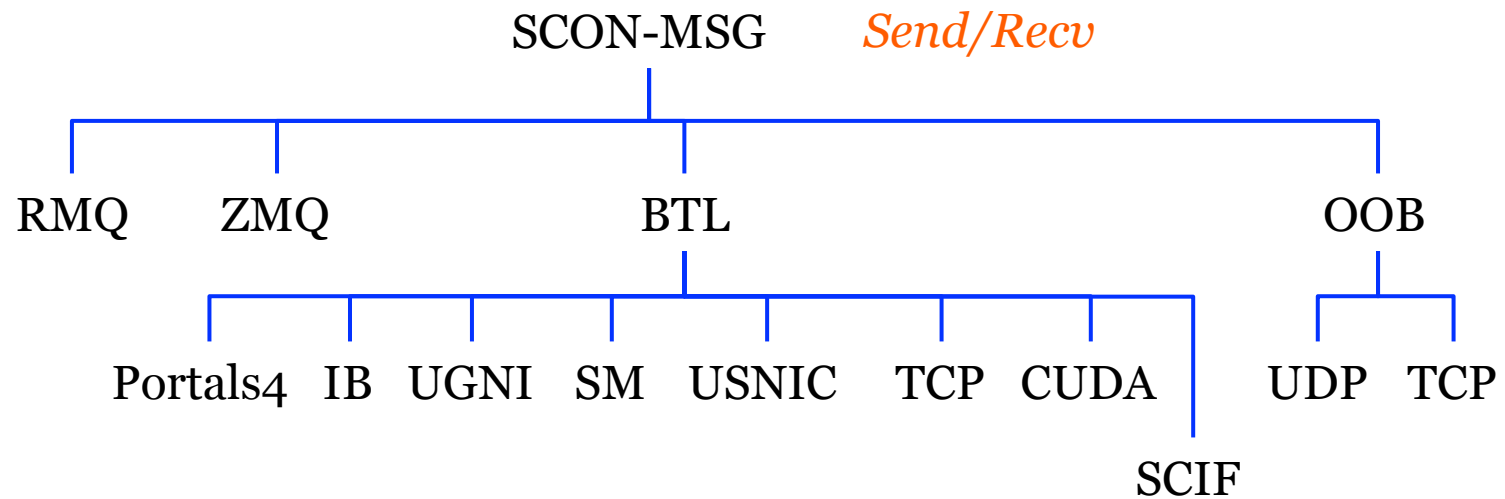 SCON-MSG Send/Recv
RMQ ZMQ BTL OOB
Portals4 IB UGNI SM USNIC TCP CUDA UDP TCP
SCIF